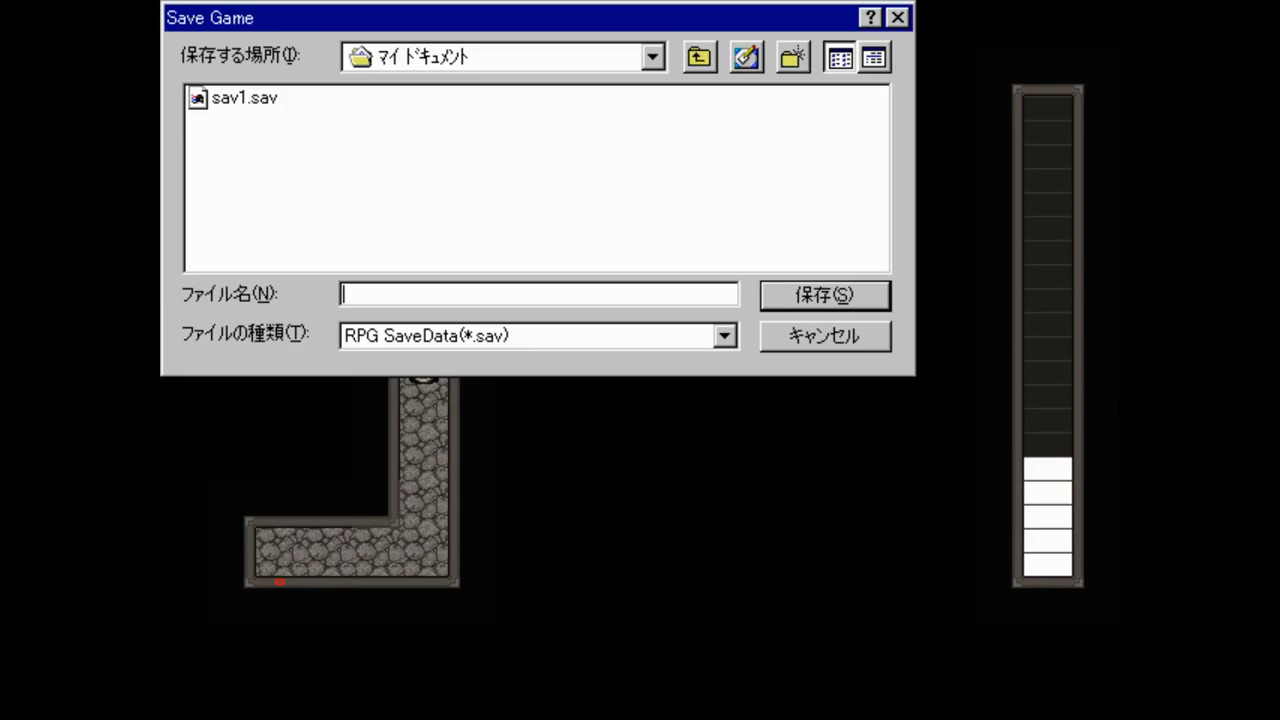 Save Game
保存する場所(I):
マイ ドキュメント
sav1.sav
ファイル名(N):
保存(S)
ファイルの種類(T):
RPG SaveData(*.sav)
キャンセル